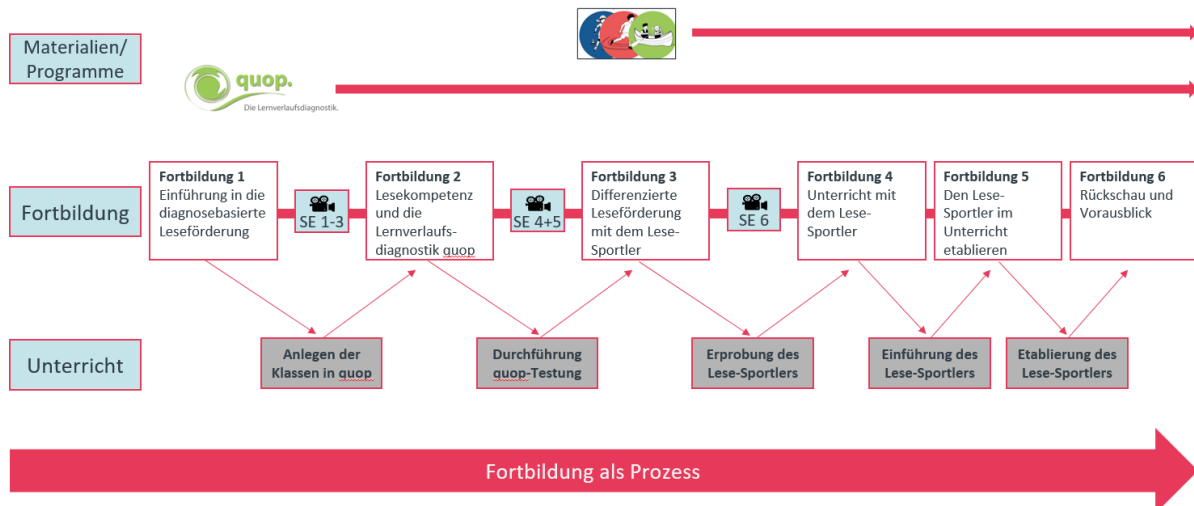 Materialien/
Programme
quop.
Die Lernverlaufsdiagnostik.
Fortbildung
Fortbildung 1
Einführung in die
diagnosebasierte
Leseförderung
SE 1-3
Fortbildung 2
Lesekompetenz
und die
Lernverlaufs-
diagnostik quop
SE 4+5
Fortbildung 3
Differenzierte
Leseförderung
mit dem Lese-
Sportler
SE 6
Fortbildung 4
Unterricht mit
dem Lese-
Sportler
Fortbildung 5
Den Lese-
Sportler im
Unterricht
etablieren
Fortbildung 6
Rückschau und
Vorausblick
Unterricht
Anlegen der
Klassen in quop
Durchführung
quop-Testung
Erprobung des
Lese-Sportlers
Einführung des
Lese-Sportlers
Etablierung des
Lese-Sportlers
Fortbildung als Prozess